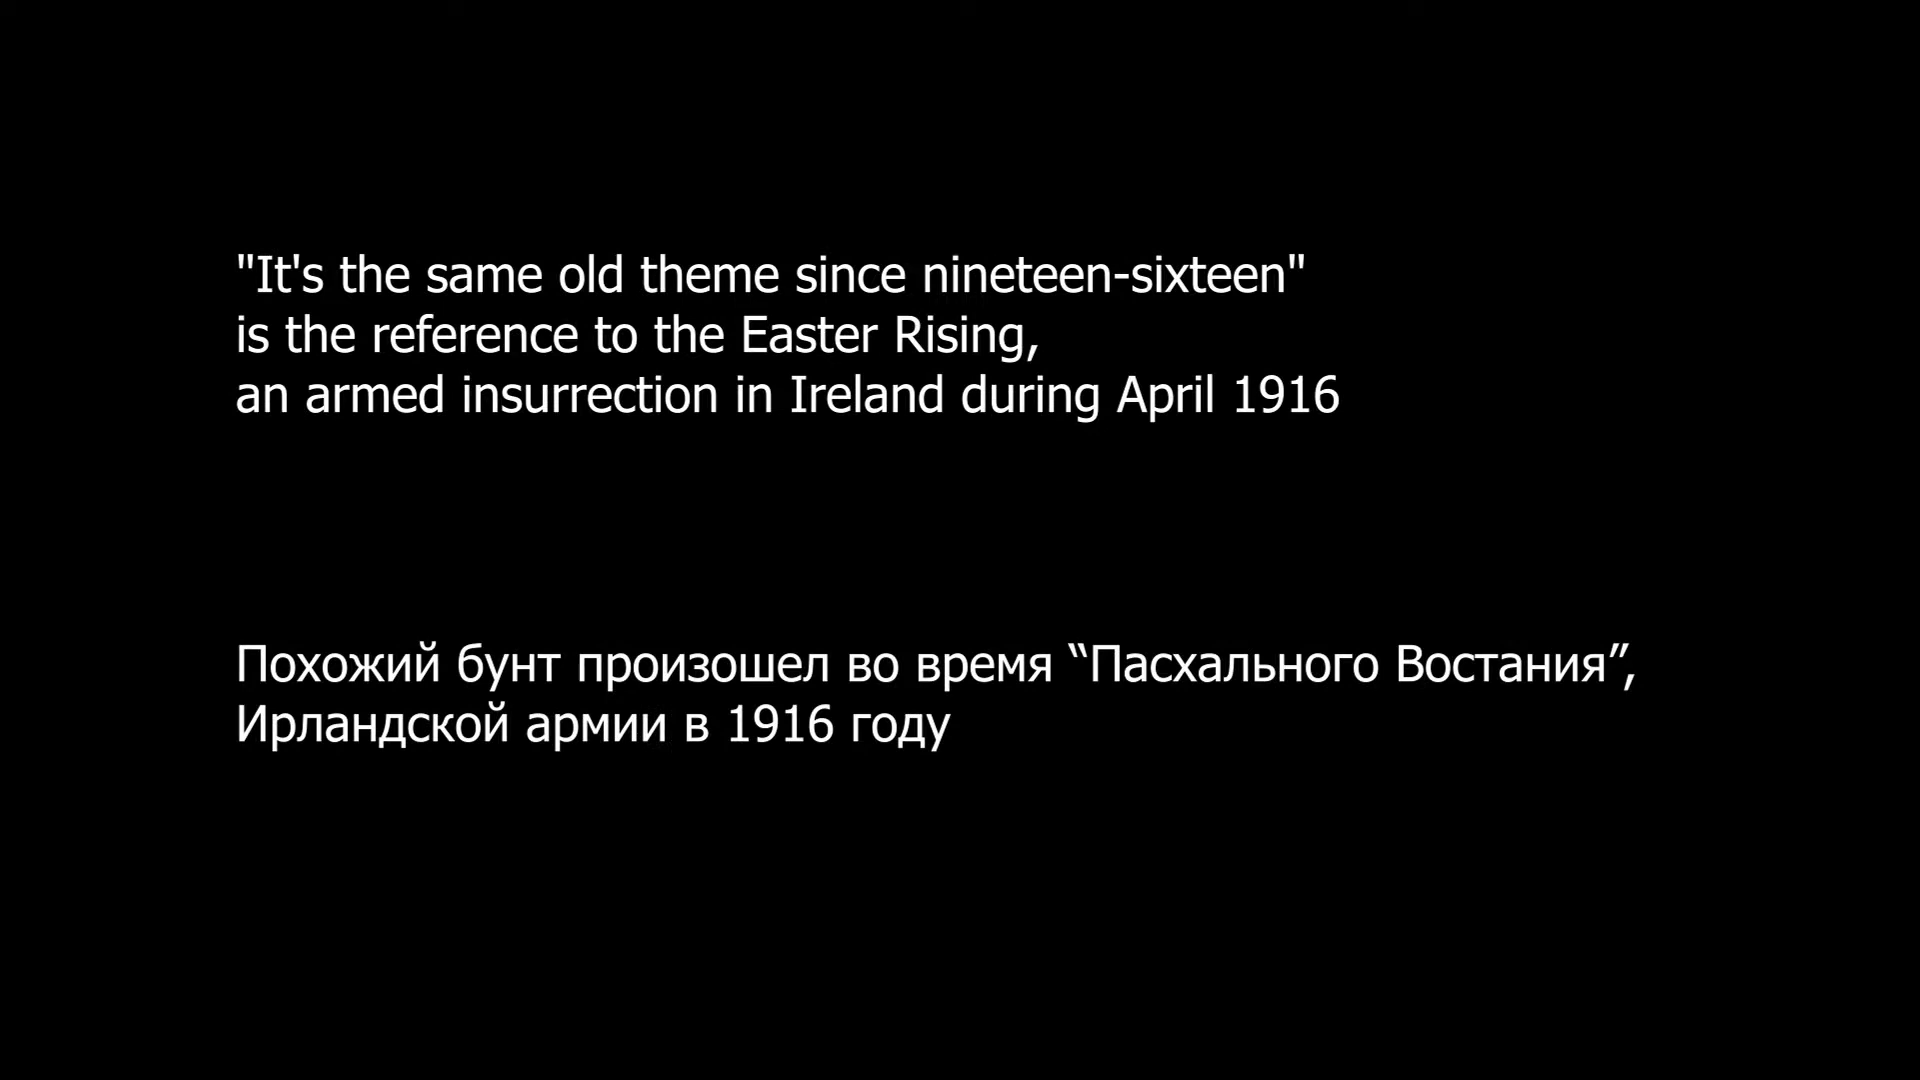 "It's the same old theme since nineteen-sixteen"
is the reference to the Easter Rising,
an armed insurrection in Ireland during April 1916
Похожий бунт произошел во время “Пасхального Востания”,
Ирландской армии в 1916 году